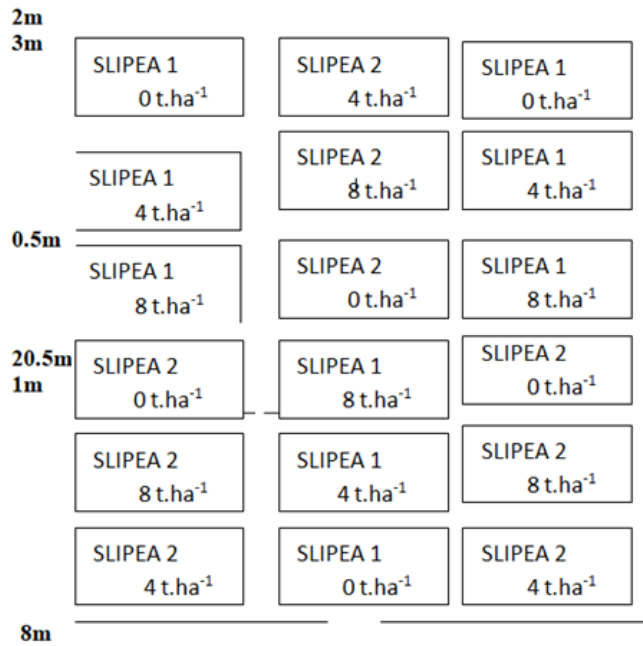 2m
3m
SLIPEA 1
0 t.ha⁻¹
SLIPEA 2
4 t.ha⁻¹
SLIPEA 1
0 t.ha⁻¹
SLIPEA 1
4 t.ha⁻¹
SLIPEA 2
8 t.ha⁻¹
SLIPEA 1
4 t.ha⁻¹
0.5m
SLIPEA 1
8 t.ha⁻¹
SLIPEA 2
0 t.ha⁻¹
SLIPEA 1
8 t.ha⁻¹
20.5m
1m
SLIPEA 2
0 t.ha⁻¹
SLIPEA 1
8 t.ha⁻¹
SLIPEA 2
0 t.ha⁻¹
SLIPEA 2
8 t.ha⁻¹
SLIPEA 1
4 t.ha⁻¹
SLIPEA 2
8 t.ha⁻¹
SLIPEA 2
4 t.ha⁻¹
SLIPEA 1
0 t.ha⁻¹
SLIPEA 2
4 t.ha⁻¹
8m